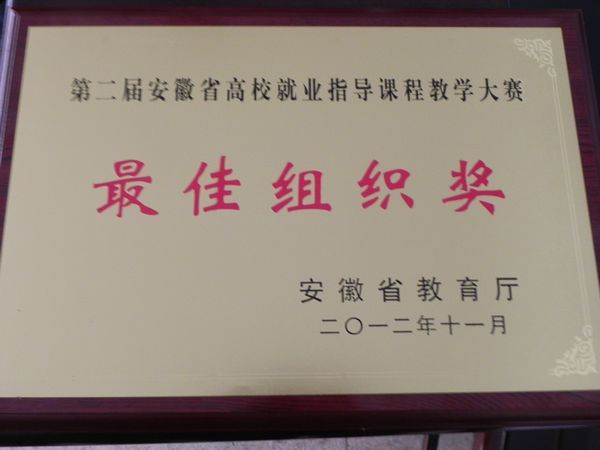 第二届安徽省高校就业指导课程教学大赛
最佳组织奖
安徽省教育厅
二〇一二年十一月